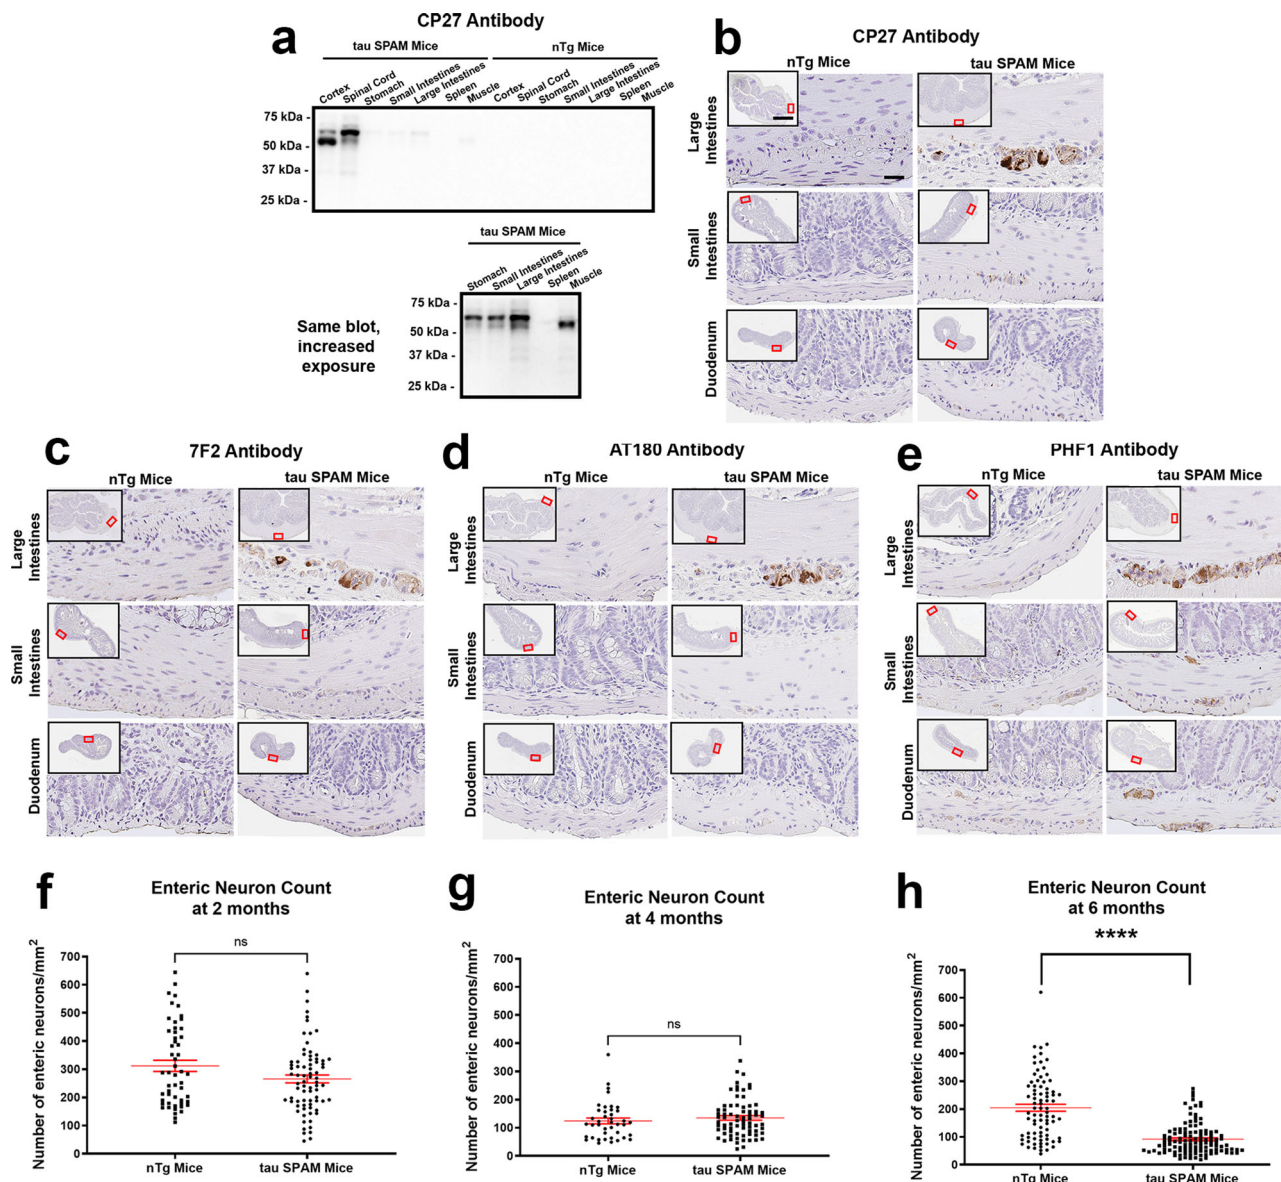 a
CP27 Antibody
tau SPAM Mice
nTg Mice
Cortex
Spinal Cord
Stomach
Small Intestines
Large Intestines
Spleen
Muscle
Cortex
Spinal Cord
Stomach
Small Intestines
Large Intestines
Spleen
Muscle
75 kDa -
50 kDa -
37 kDa -
25 kDa -
tau SPAM Mice
Stomach
Small Intestines
Large Intestines
Spleen
Muscle
Same blot,
increased
exposure
75 kDa -
50 kDa -
37 kDa -
25 kDa -
b
CP27 Antibody
nTg Mice
tau SPAM Mice
Large
Intestines
Small
Intestines
Duodenum
c
7F2 Antibody
nTg Mice
tau SPAM Mice
Large
Intestines
Small
Intestines
Duodenum
d
AT180 Antibody
nTg Mice
tau SPAM Mice
Large
Intestines
Small
Intestines
Duodenum
e
PHF1 Antibody
nTg Mice
tau SPAM Mice
Large
Intestines
Small
Intestines
Duodenum
f
Enteric Neuron Count
at 2 months
ns
Number of enteric neurons/mm²
700
600
500
400
300
200
100
0
nTg Mice
tau SPAM Mice
g
Enteric Neuron Count
at 4 months
ns
Number of enteric neurons/mm²
700
600
500
400
300
200
100
0
nTg Mice
tau SPAM Mice
h
Enteric Neuron Count
at 6 months
****
Number of enteric neurons/mm²
700
600
500
400
300
200
100
0
nTg Mice
tau SPAM Mice